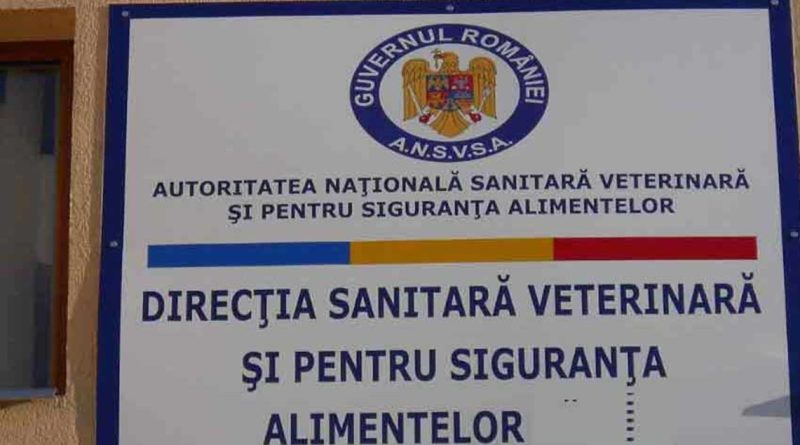 GUVERNUL ROMÂNIEI
A.N.S.V.S.A.
AUTORITATEA NAŢIONALĂ SANITARĂ VETERINARĂ
ŞI PENTRU SIGURANŢA ALIMENTELOR
DIRECŢIA SANITARĂ VETERINARĂ
ŞI PENTRU SIGURANŢA
ALIMENTELOR